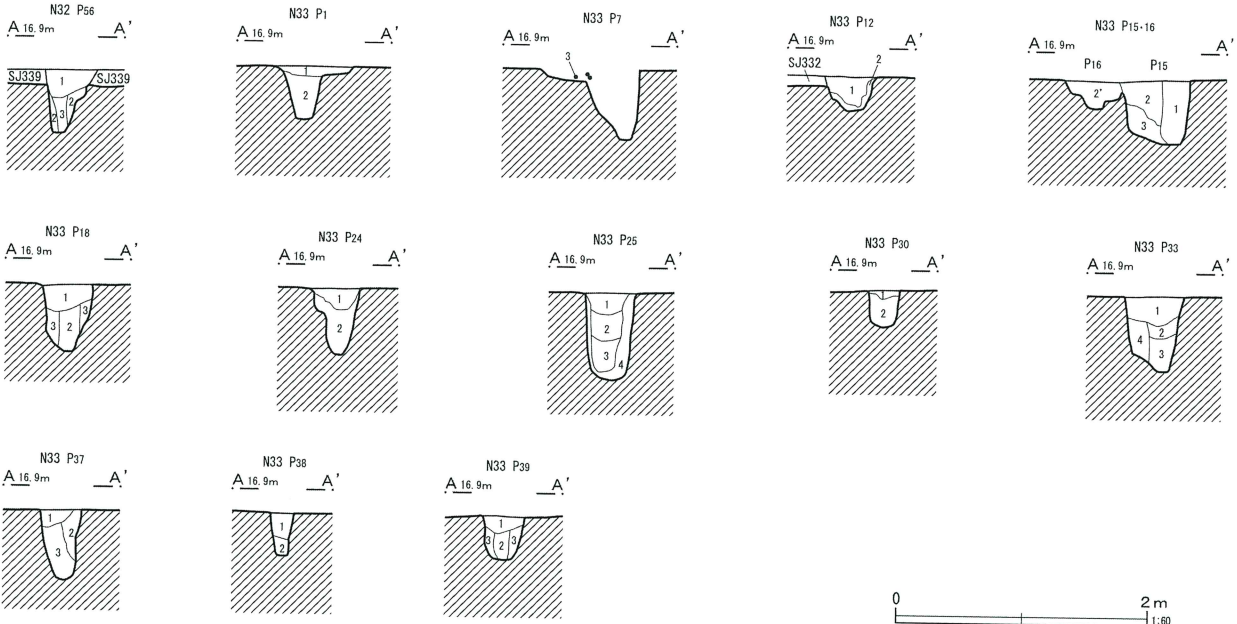 N32 P56
A 16.9m A'
SJ339 1 SJ339
2 3 2
N33 P1
A 16.9m A'
1
2
N33 P7
A 16.9m A'
3
N33 P12
A 16.9m A'
SJ332 2
1
N33 P15・16
A 16.9m A'
P16 P15
2' 2 1
3
N33 P18
A 16.9m A'
1
3 2 3
N33 P24
A 16.9m A'
1
2
N33 P25
A 16.9m A'
1
2
3 4
N33 P30
A 16.9m A'
1
2
N33 P33
A 16.9m A'
1
2
4 3
N33 P37
A 16.9m A'
1
2
3
N33 P38
A 16.9m A'
1
2
N33 P39
A 16.9m A'
1
3 2 3
0 2m
1:60